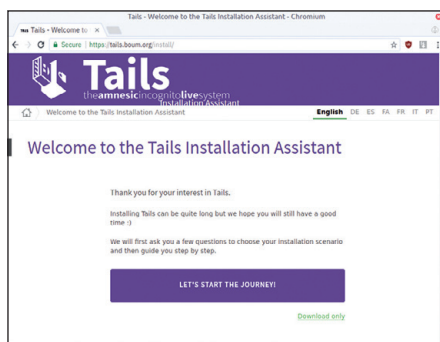 Tails - Welcome to the Tails Installation Assistant - Chromium
Tails - Welcome to
Secure | https://tails.boum.org/install/
Tails
theamnesicincognitolivesystem
Installation Assistant
Welcome to the Tails Installation Assistant
English DE ES FA FR IT PT
Welcome to the Tails Installation Assistant
Thank you for your interest in Tails.
Installing Tails can be quite long but we hope you will still have a good
time :)
We will first ask you a few questions to choose your installation scenario
and then guide you step by step.
LET'S START THE JOURNEY!
Download only